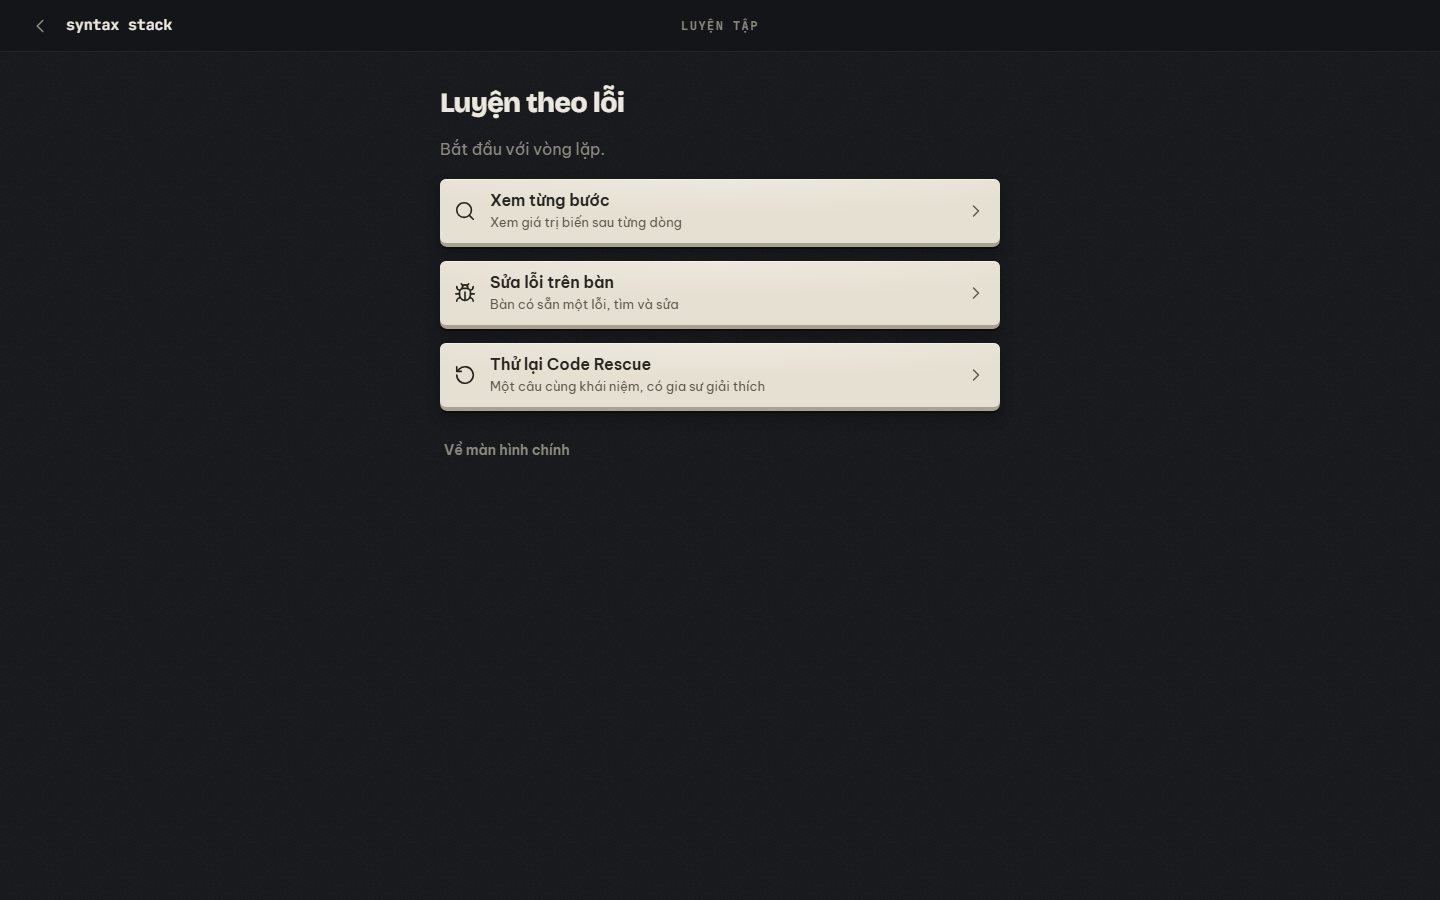 syntax stack
LUYỆN TẬP
Luyện theo lỗi
Bắt đầu với vòng lặp.
Xem từng bước
Xem giá trị biến sau từng dòng
Sửa lỗi trên bàn
Bàn có sẵn một lỗi, tìm và sửa
Thử lại Code Rescue
Một câu cùng khái niệm, có gia sư giải thích
Về màn hình chính